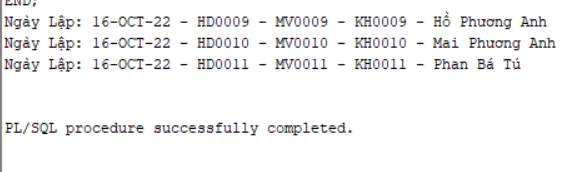 END;
Ngày Lập: 16-OCT-22 - HD0009 - MV0009 - KH0009 - Hồ Phương Anh
Ngày Lập: 16-OCT-22 - HD0010 - MV0010 - KH0010 - Mai Phương Anh
Ngày Lập: 16-OCT-22 - HD0011 - MV0011 - KH0011 - Phan Bá Tú
PL/SQL procedure successfully completed.